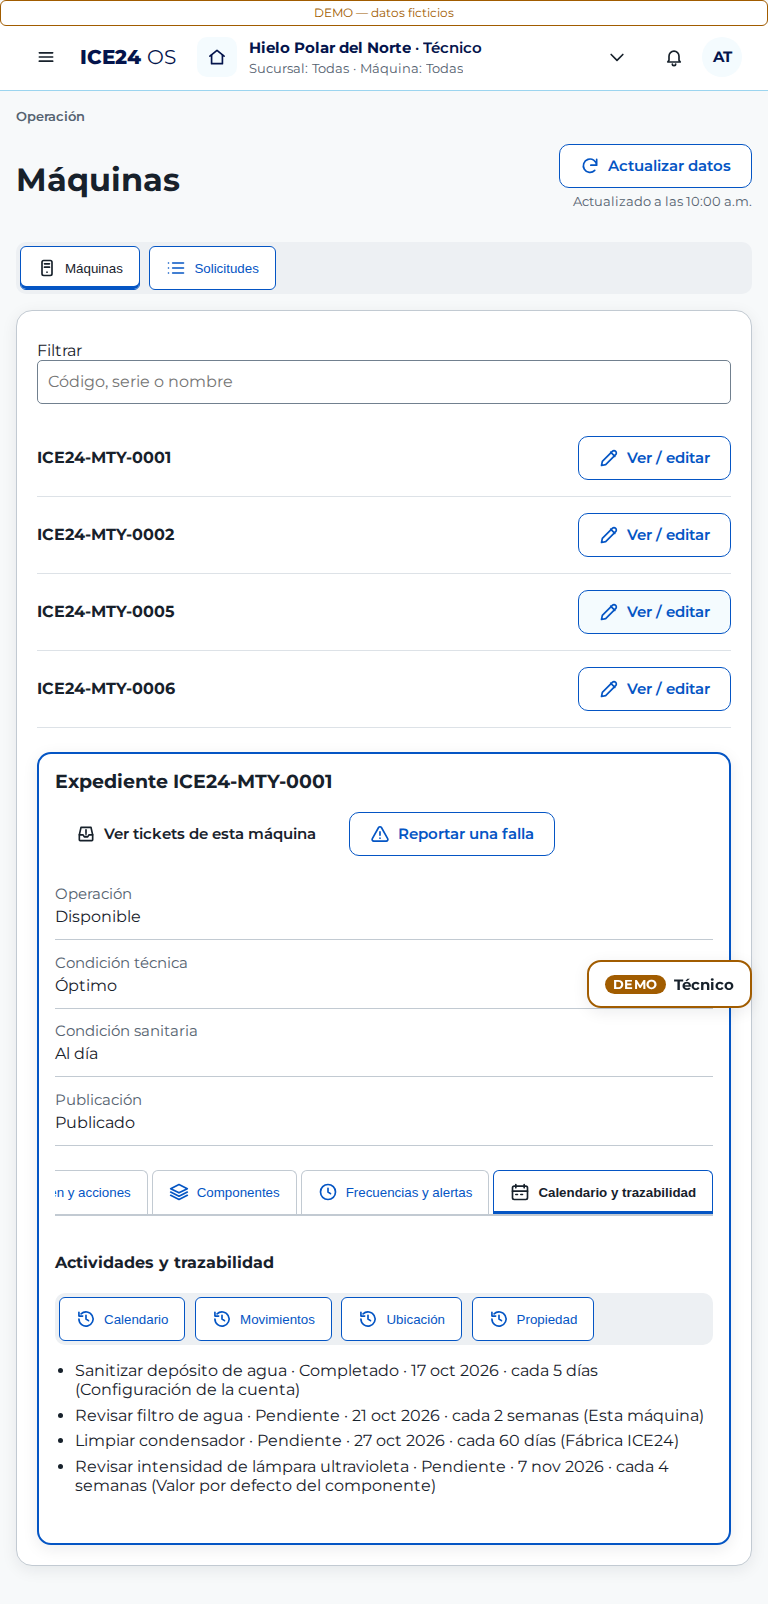 DEMO — datos ficticios
ICE24 OS
Hielo Polar del Norte · Técnico
Sucursal: Todas · Máquina: Todas
AT
Operación
Máquinas
Actualizar datos
Actualizado a las 10:00 a.m.
Máquinas
Solicitudes
Filtrar
Código, serie o nombre
ICE24-MTY-0001
Ver / editar
ICE24-MTY-0002
Ver / editar
ICE24-MTY-0005
Ver / editar
ICE24-MTY-0006
Ver / editar
Expediente ICE24-MTY-0001
Ver tickets de esta máquina
Reportar una falla
Operación
Disponible
Condición técnica
Óptimo
DEMO Técnico
Condición sanitaria
Al día
Publicación
Publicado
y acciones
Componentes
Frecuencias y alertas
Calendario y trazabilidad
Actividades y trazabilidad
Calendario
Movimientos
Ubicación
Propiedad
• Sanitizar depósito de agua · Completado · 17 oct 2026 · cada 5 días
(Configuración de la cuenta)
• Revisar filtro de agua · Pendiente · 21 oct 2026 · cada 2 semanas (Esta máquina)
• Limpiar condensador · Pendiente · 27 oct 2026 · cada 60 días (Fábrica ICE24)
• Revisar intensidad de lámpara ultravioleta · Pendiente · 7 nov 2026 · cada 4
semanas (Valor por defecto del componente)